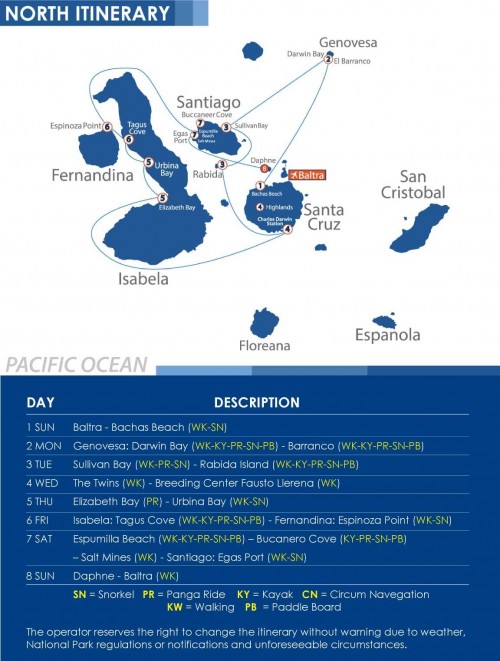 NORTH ITINERARY
Genovesa
Darwin Bay
2
El Barranco
Santiago
Buccaneer Cove
7
Espinoza Point
6
Tagus
Cove
6
Egas
Port
7
Espumilla
Beach
Salt Mines
3
Sullivan Bay
Fernandina
5
Urbina
Bay
3
Rabida
Daphne
8
Baltra
1
Bachas Beach
5
Elizabeth Bay
4
Highlands
Charles Darwin
Station
4
Santa
Cruz
San
Cristobal
Isabela
Floreana
Espanola
PACIFIC OCEAN
DAY DESCRIPTION
1 SUN Baltra - Bachas Beach (WK-SN)
2 MON Genovesa: Darwin Bay (WK-KY-PR-SN-PB) - Barranco (WK-KY-PR-SN-PB)
3 TUE Sullivan Bay (WK-PR-SN) - Rabida Island (WK-KY-PR-SN-PB)
4 WED The Twins (WK) - Breeding Center Fausto Llerena (WK)
5 THU Elizabeth Bay (PR) - Urbina Bay (WK-SN)
6 FRI Isabela: Tagus Cove (WK-KY-PR-SN-PB) - Fernandina: Espinoza Point (WK-SN)
7 SAT Espumilla Beach (WK-KY-PR-SN-PB) – Bucanero Cove (KY-PR-SN-PB)
– Salt Mines (WK) - Santiago: Egas Port (WK-SN)
8 SUN Daphne - Baltra (WK)
SN = Snorkel PR = Panga Ride KY = Kayak CN = Circum Navegation
KW = Walking PB = Paddle Board
The operator reserves the right to change the itinerary without warning due to weather,
National Park regulations or notifications and unforeseeable circumstances.